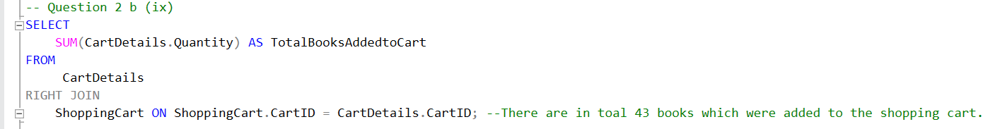 -- Question 2 b (ix)
SELECT
SUM(CartDetails.Quantity) AS TotalBooksAddedtoCart
FROM
CartDetails
RIGHT JOIN
ShoppingCart ON ShoppingCart.CartID = CartDetails.CartID; --There are in toal 43 books which were added to the shopping cart.